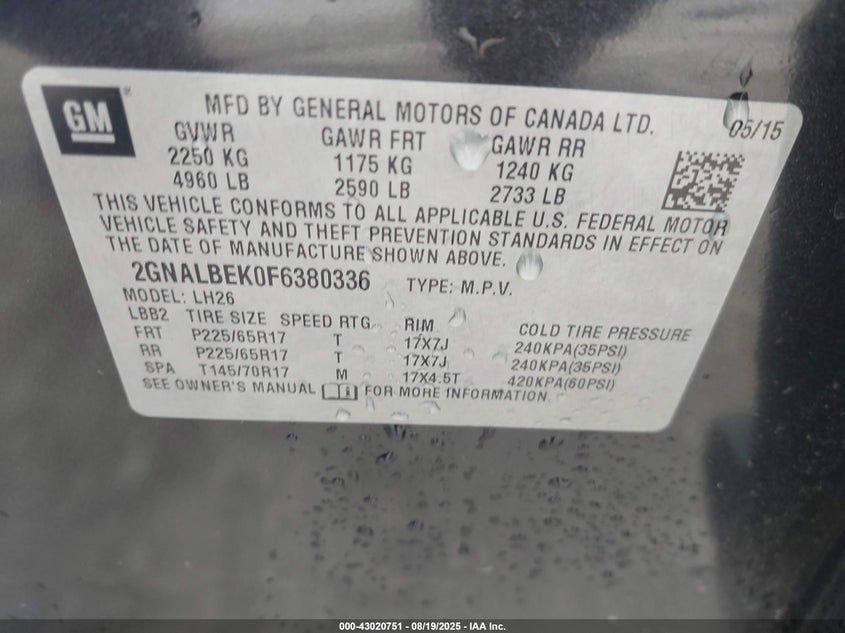 GM®
MFD BY GENERAL MOTORS OF CANADA LTD. 05/15
GVWR GAWR FRT GAWR RR
2250 KG 1175 KG 1240 KG
4960 LB 2590 LB 2733 LB
THIS VEHICLE CONFORMS TO ALL APPLICABLE U.S. FEDERAL MOTOR
VEHICLE SAFETY AND THEFT PREVENTION STANDARDS IN EFFECT ON
THE DATE OF MANUFACTURE SHOWN ABOVE.
2GNALBEK0F6380336 TYPE: M.P.V.
MODEL: LH26
LBB2 TIRE SIZE SPEED RTG RIM COLD TIRE PRESSURE
FRT P225/65R17 T 17X7J 240KPA(35PSI)
RR P225/65R17 T 17X7J 240KPA(35PSI)
SPA T145/70R17 M 17X4.5T 420KPA(60PSI)
SEE OWNER'S MANUAL FOR MORE INFORMATION.
000-43020751 - 08/19/2025 - IAA Inc.